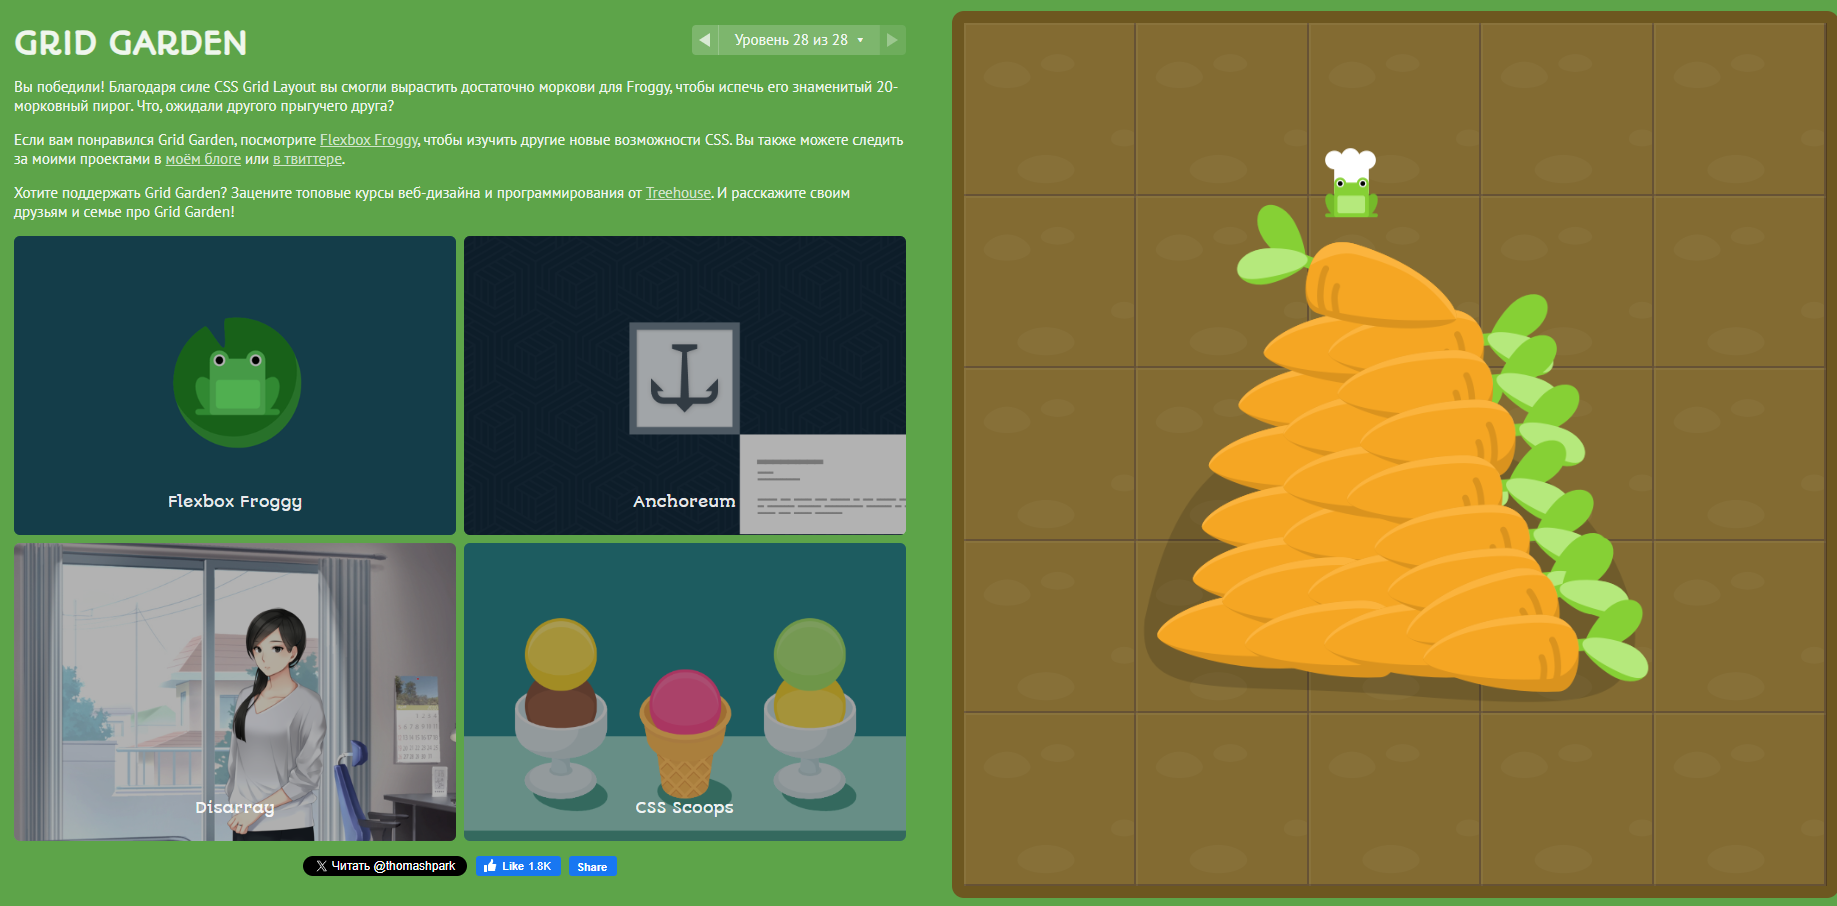 GRID GARDEN
Уровень 28 из 28
Вы победили! Благодаря силе CSS Grid Layout вы смогли вырастить достаточно моркови для Froggy, чтобы испечь его знаменитый 20-
морковный пирог. Что, ожидали другого прыгучего друга?
Если вам понравился Grid Garden, посмотрите Flexbox Froggy, чтобы изучить другие новые возможности CSS. Вы также можете следить
за моими проектами в моём блоге или в твиттере.
Хотите поддержать Grid Garden? Зацените топовые курсы веб-дизайна и программирования от Treehouse. И расскажите своим
друзьям и семье про Grid Garden!
Flexbox Froggy
Anchoreum
Disarray
CSS Scoops
Читать @thomashpark
Like 1.8K
Share